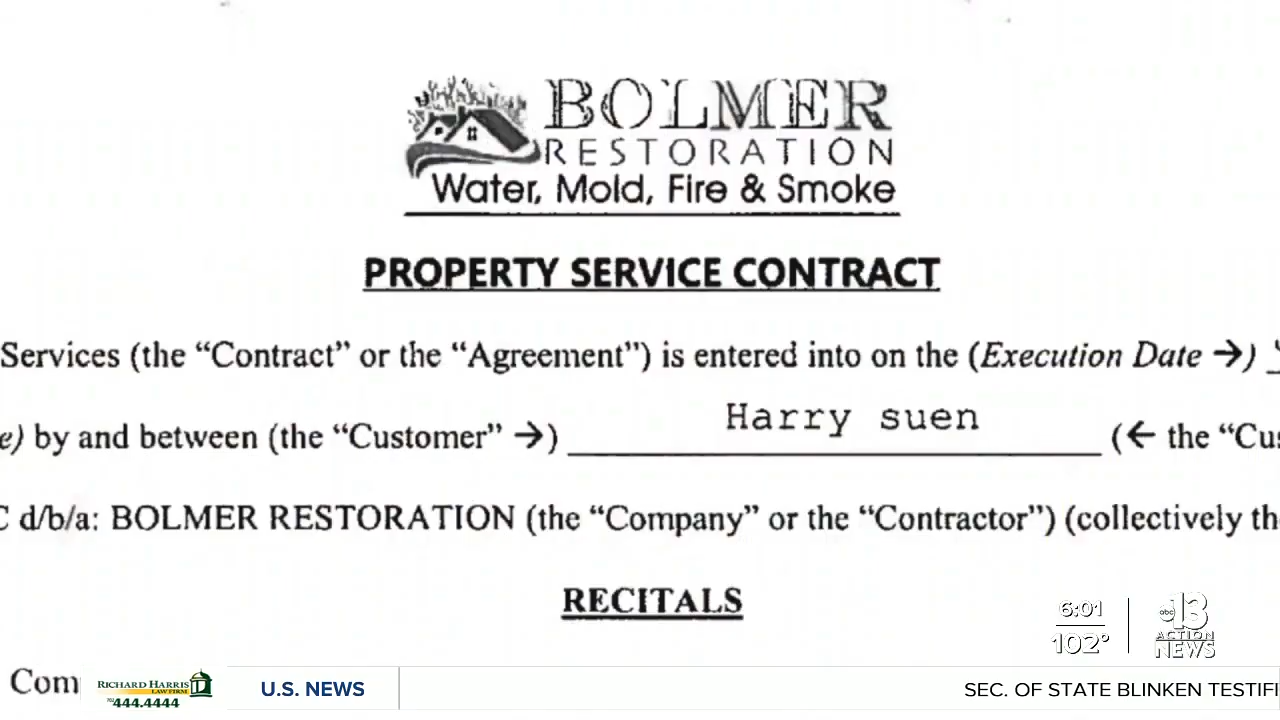 BOLMER
RESTORATION
Water, Mold, Fire & Smoke
PROPERTY SERVICE CONTRACT
Services (the “Contract” or the “Agreement”) is entered into on the (Execution Date →)
e) by and between (the “Customer” →) Harry suen (← the “Cus
C d/b/a: BOLMER RESTORATION (the “Company” or the “Contractor”) (collectively th
RECITALS
Com
6:01
102°
abc 13
ACTION
NEWS
RICHARD HARRIS
LAW FIRM
702 444.4444
U.S. NEWS
SEC. OF STATE BLINKEN TESTIFI